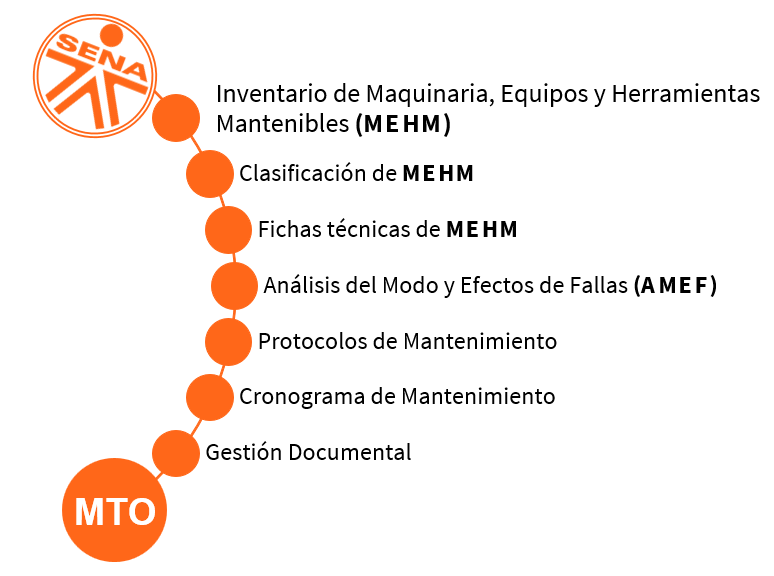 SENA
Inventario de Maquinaria, Equipos y Herramientas
Mantenibles (MEHM)
Clasificación de MEHM
Fichas técnicas de MEHM
Análisis del Modo y Efectos de Fallas (AMEF)
Protocolos de Mantenimiento
Cronograma de Mantenimiento
Gestión Documental
MTO